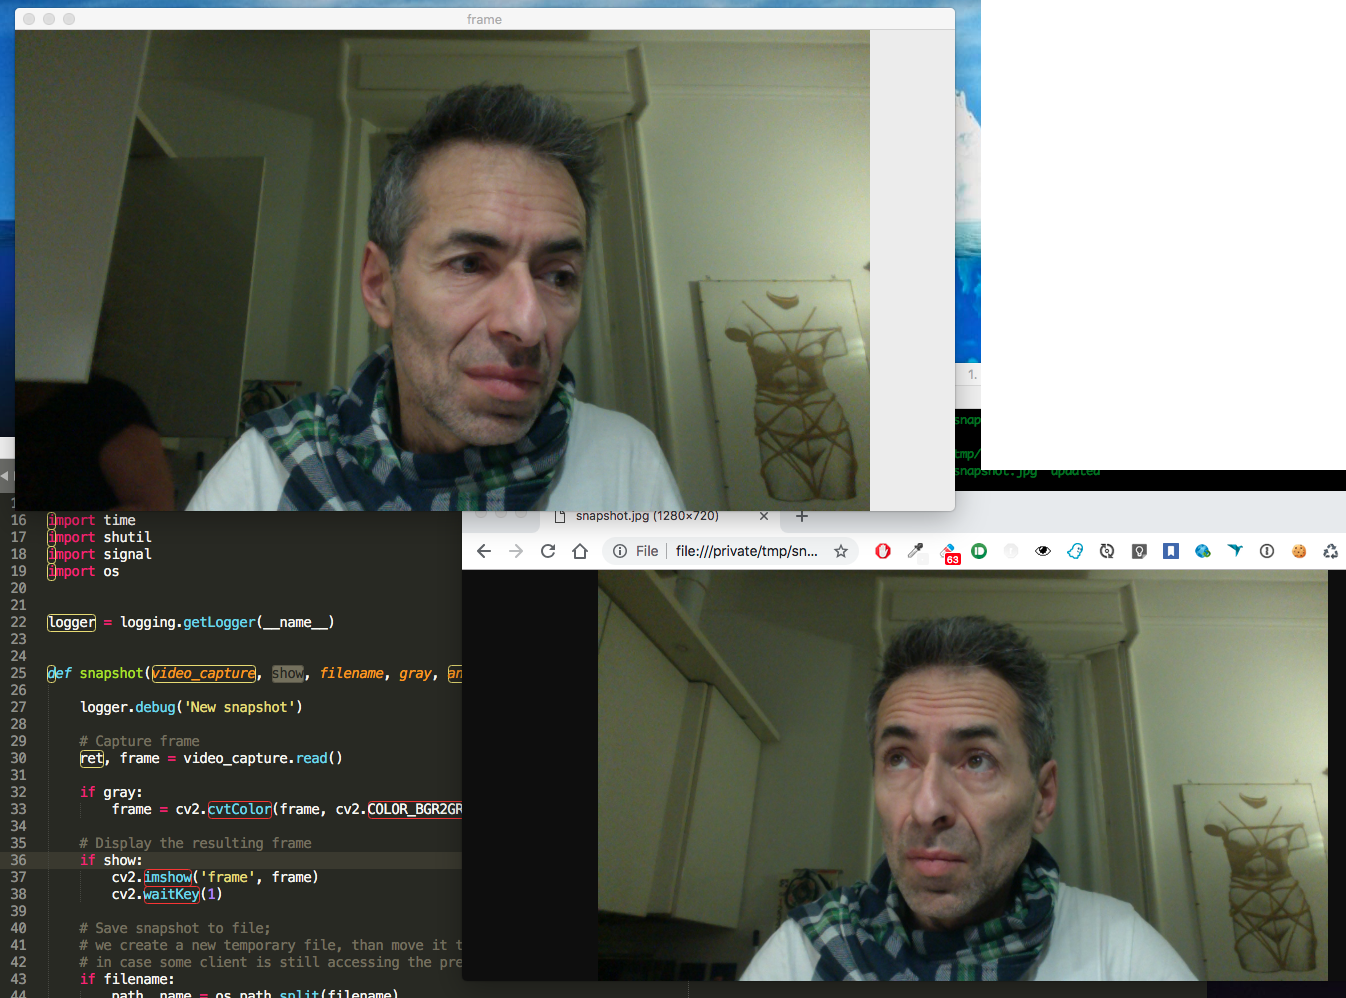 frame
1.
snap
tmp/
snapshot.jpg updated
snapshot.jpg (1280×720)
File
file:///private/tmp/sn...
63
16 import time
17 import shutil
18 import signal
19 import os
20
21
22 logger = logging.getLogger(__name__)
23
24
25 def snapshot(video_capture, show, filename, gray, an
26
27 logger.debug('New snapshot')
28
29 # Capture frame
30 ret, frame = video_capture.read()
31
32 if gray:
33 frame = cv2.cvtColor(frame, cv2.COLOR_BGR2GR
34
35 # Display the resulting frame
36 if show:
37 cv2.imshow('frame', frame)
38 cv2.waitKey(1)
39
40 # Save snapshot to file;
41 # we create a new temporary file, than move it t
42 # in case some client is still accessing the pre
43 if filename:
44 path, name = os.path.split(filename)